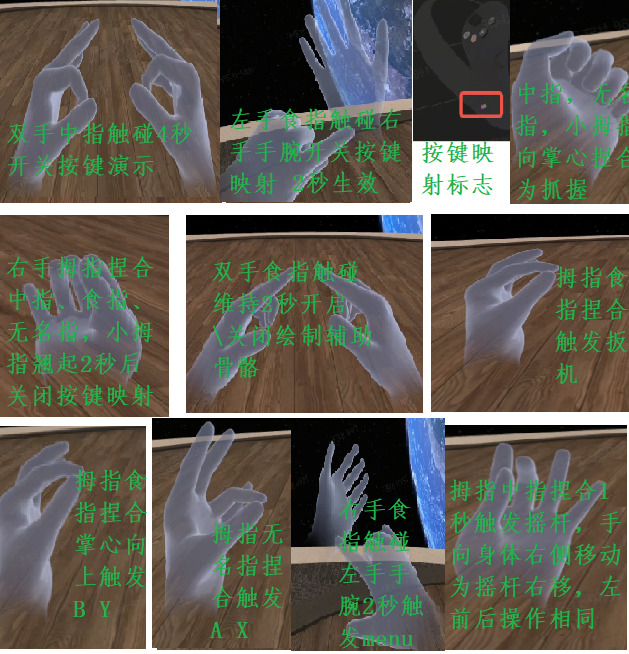 双手中指触碰4秒
开关按键演示
左手食指触碰右
手手腕开关按键
映射 2秒生效
按键映
射标志
中指，无名
指，小拇指
向掌心捏合
为抓握
右手拇指捏合
中指、食指、
无名指，小拇
指翘起2秒后
关闭按键映射
双手食指触碰
维持2秒开启
\关闭绘制辅助
骨骼
拇指食
指捏合
触发扳
机
拇指食
指捏合
掌心向
上触发
B Y
拇指无
名指捏
合触发
A X
右手食
指触碰
左手手
腕2秒触
发menu
拇指中指捏合1
秒触发摇杆，手
向身体右侧移动
为摇杆右移，左
前后操作相同